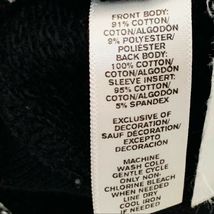 FRONT BODY:
91% COTTON/
COTON/ALGODÓN
9% POLYESTER/
POLIÉSTER
BACK BODY:
100% COTTON/
COTON/ALGODÓN
SLEEVE INSERT:
95% COTTON/
COTON/ALGODÓN
5% SPANDEX
EXCLUSIVE OF
DECORATION/
SAUF DÉCORATION/
EXCEPTO
DECORACIÓN
MACHINE
WASH COLD
GENTLE CYCLE
ONLY NON-
CHLORINE BLEACH
WHEN NEEDED
LINE DRY
COOL IRON
IF NEEDED